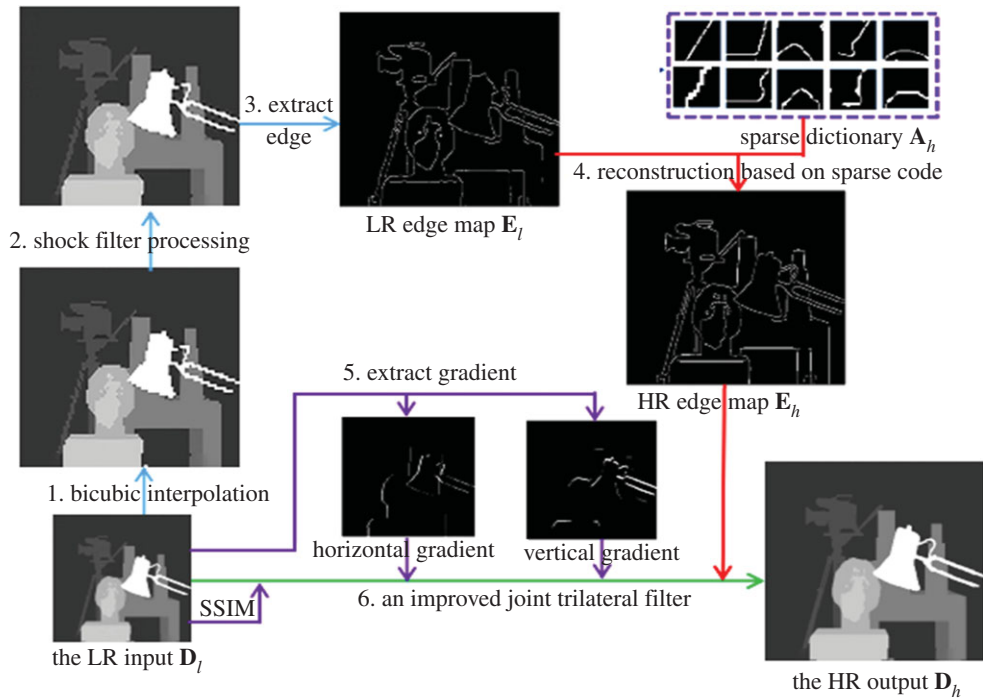 3. extract
edge
sparse dictionary A_h
4. reconstruction based on sparse code
LR edge map E_l
2. shock filter processing
5. extract gradient
HR edge map E_h
1. bicubic interpolation
horizontal gradient
vertical gradient
SSIM
6. an improved joint trilateral filter
the LR input D_l
the HR output D_h